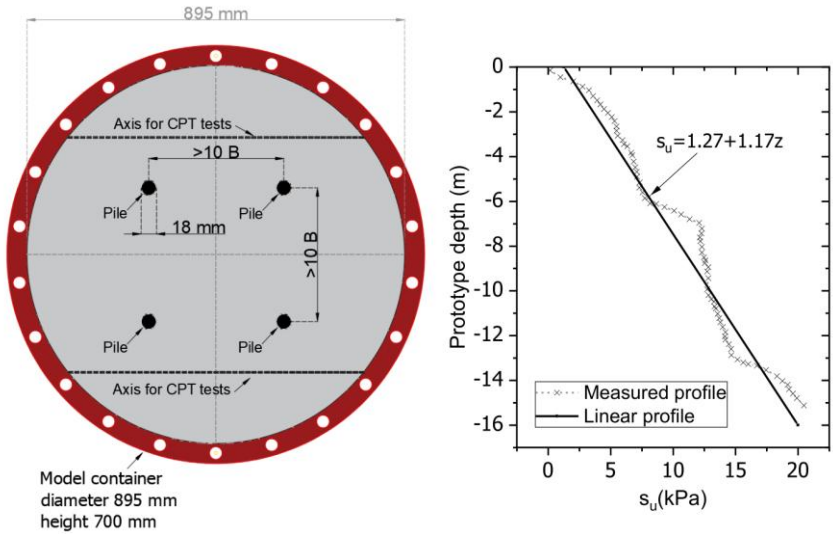 895 mm
Axis for CPT tests
>10 B
Pile
Pile
18 mm
>10 B
Pile
Pile
Axis for CPT tests
Model container
diameter 895 mm
height 700 mm
0
-2
-4
-6
-8
-10
-12
-14
-16
Prototype depth (m)
su=1.27+1.17z
Measured profile
Linear profile
0
5
10
15
20
su(kPa)